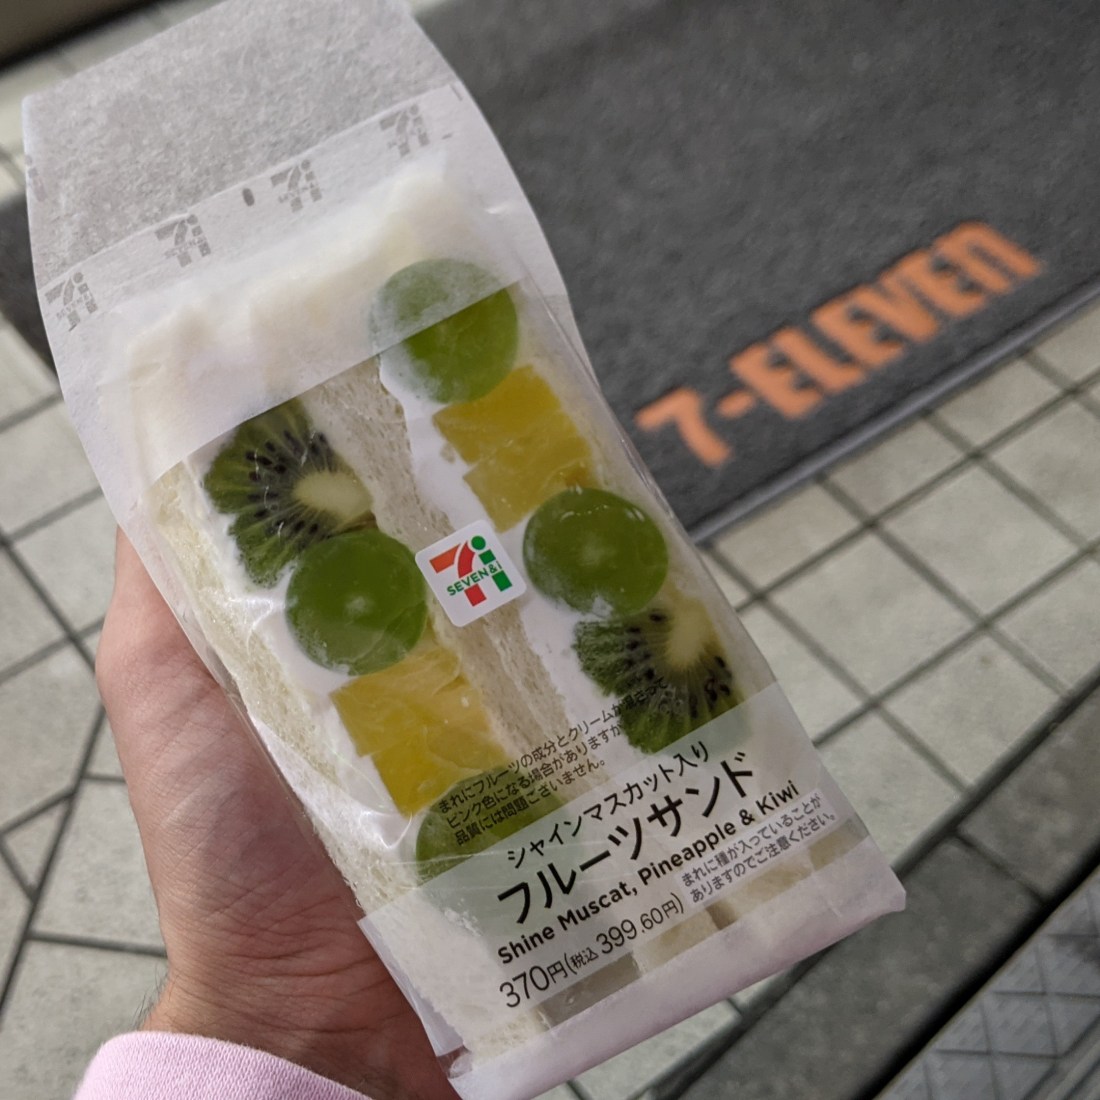 7-ELEVEN
SEVEN&i
まれにフルーツの成分とクリームが
ピンク色になる場合がありますが
品質には問題ございません。
シャインマスカット入り
フルーツサンド
Shine Muscat, Pineapple & Kiwi
370円(税込 399.60円)
まれに種が入っていることが
ありますのでご注意ください。